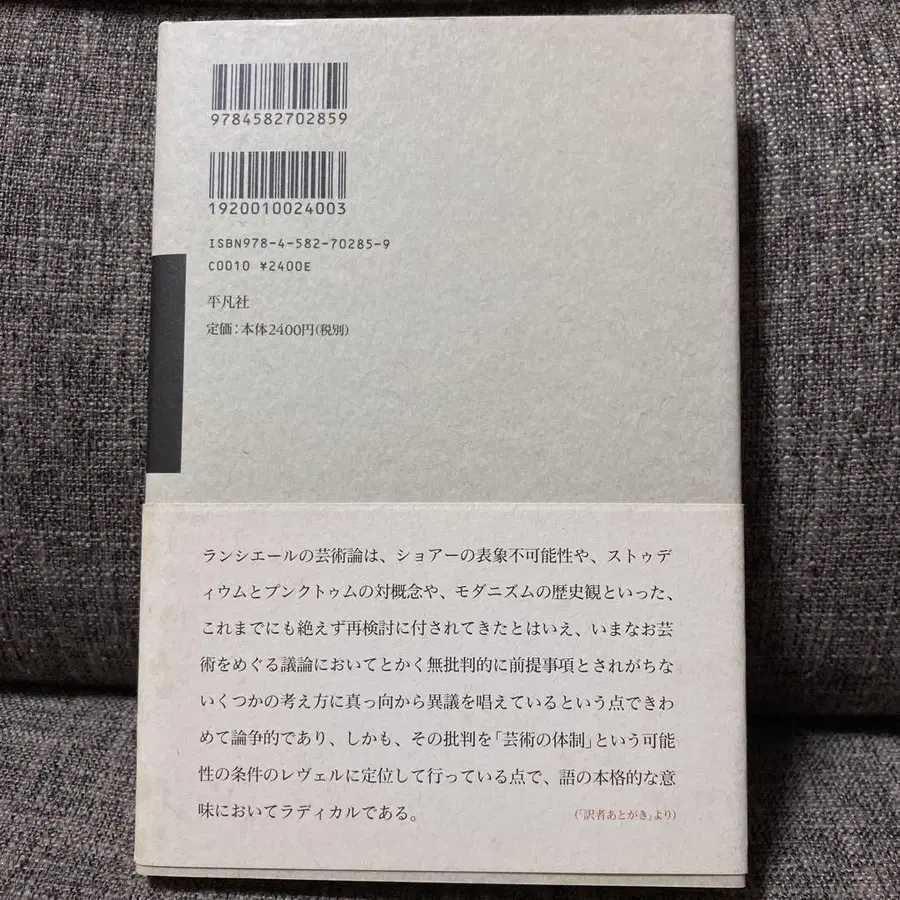 9784582702859
1920010024003
ISBN978-4-582-70285-9
C0010 ¥2400E
平凡社
定価：本体2400円（税別）
ランシエールの芸術論は、ショアーの表象不可能性や、ストゥデ
ィウムとプンクトゥムの対概念や、モダニズムの歴史観といった、
これまでにも絶えず再検討に付されてきたとはいえ、いまなお芸
術をめぐる議論においてとかく無批判的に前提事項とされがちな
いくつかの考え方に真っ向から異議を唱えているという点できわ
めて論争的であり、しかも、その批判を「芸術の体制」という可能
性の条件のレヴェルに定位して行っている点で、語の本格的な意
味においてラディカルである。
（「訳者あとがき」より）